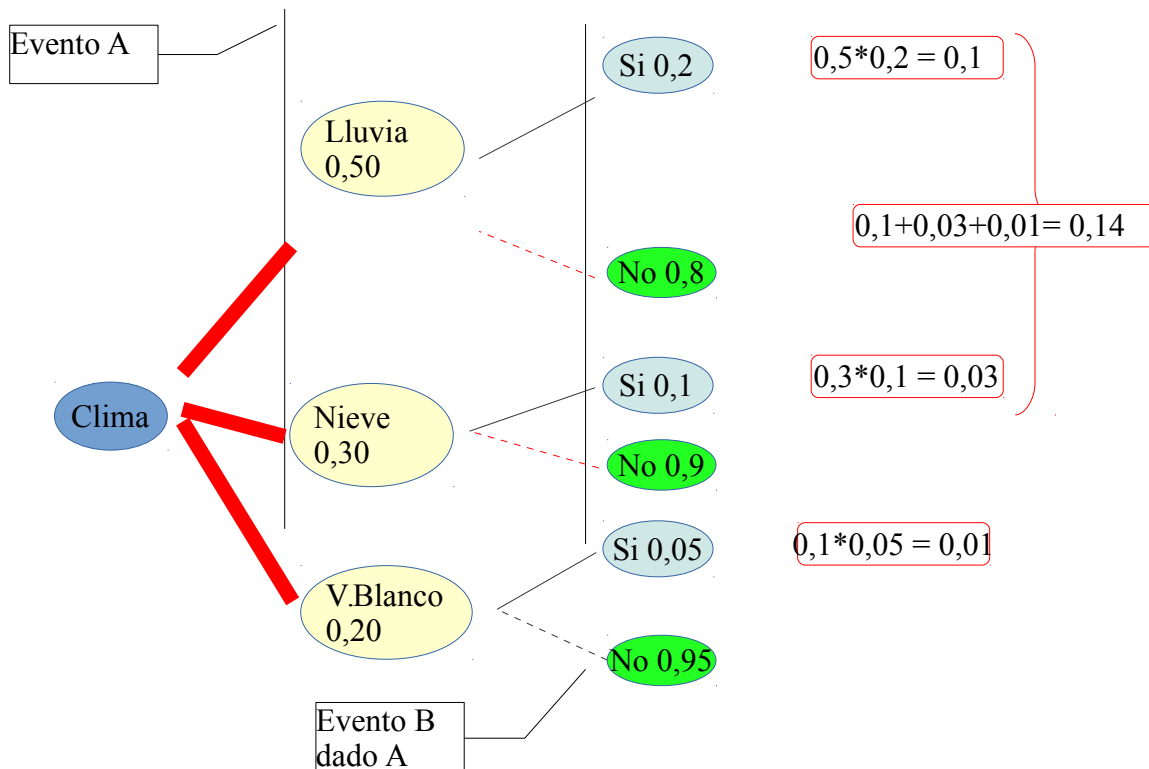 Evento A
Si 0,2
0,5*0,2 = 0,1
Lluvia
0,50
0,1+0,03+0,01= 0,14
No 0,8
Clima
Nieve
0,30
Si 0,1
0,3*0,1 = 0,03
No 0,9
Si 0,05
0,1*0,05 = 0,01
V.Blanco
0,20
No 0,95
Evento B
dado A